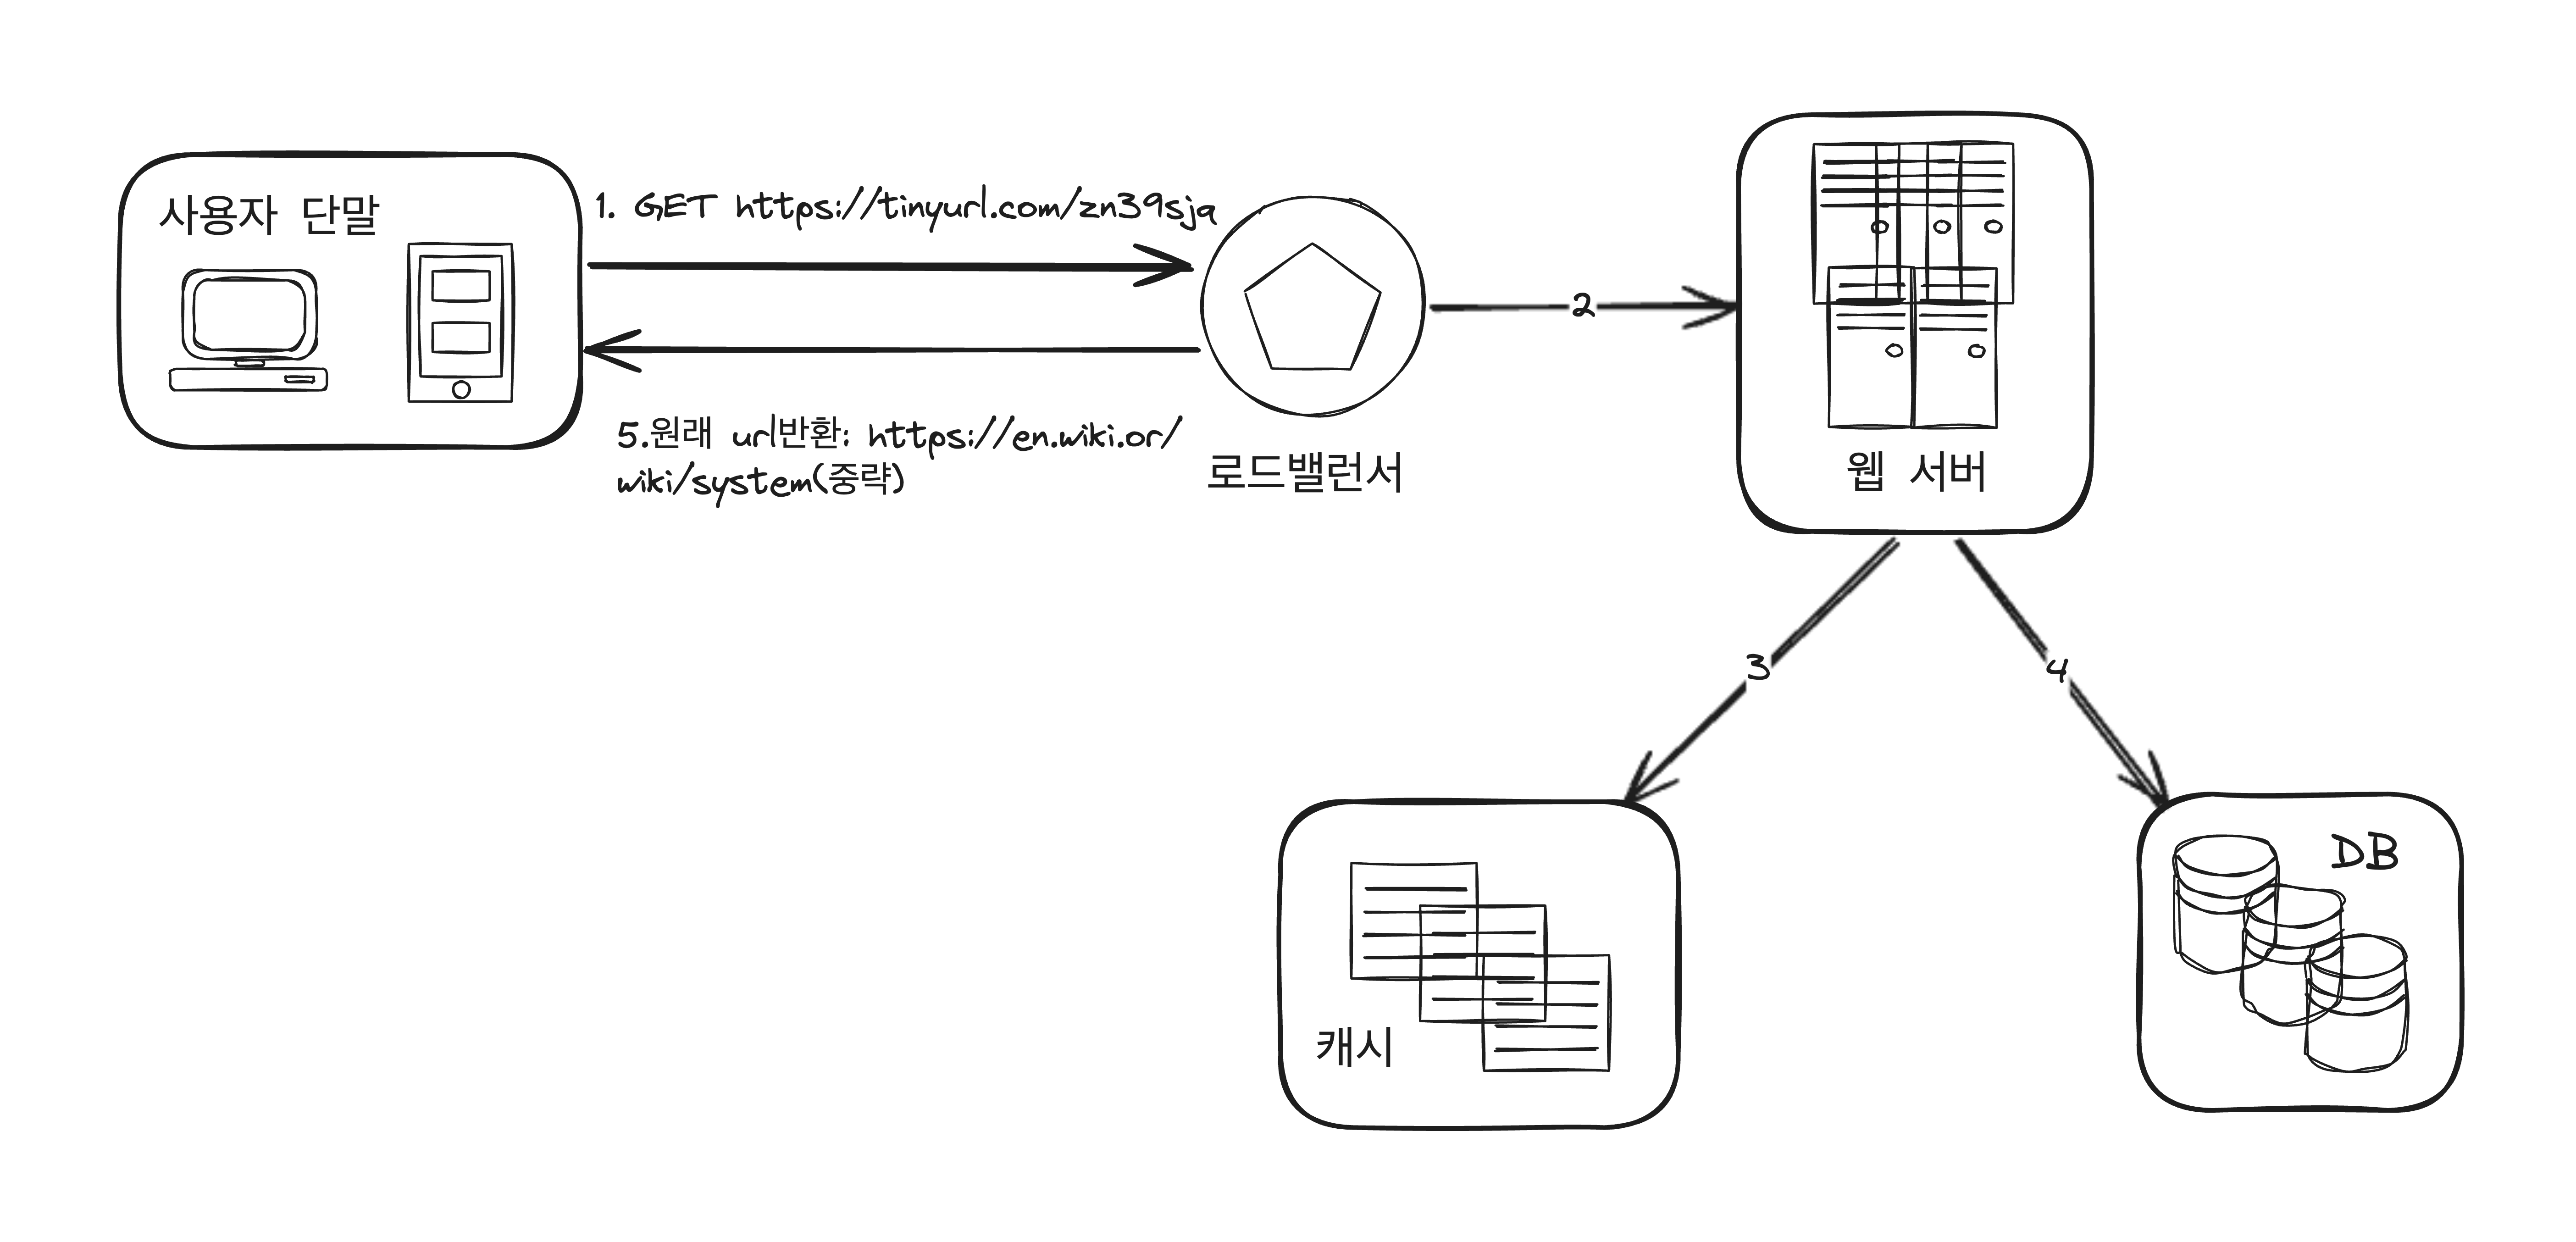 사용자 단말
1. GET https://tinyurl.com/zn39sja
2
5.원래 url반환: https://en.wiki.or/
wiki/system(중략)
로드밸런서
웹 서버
3
4
캐시
DB